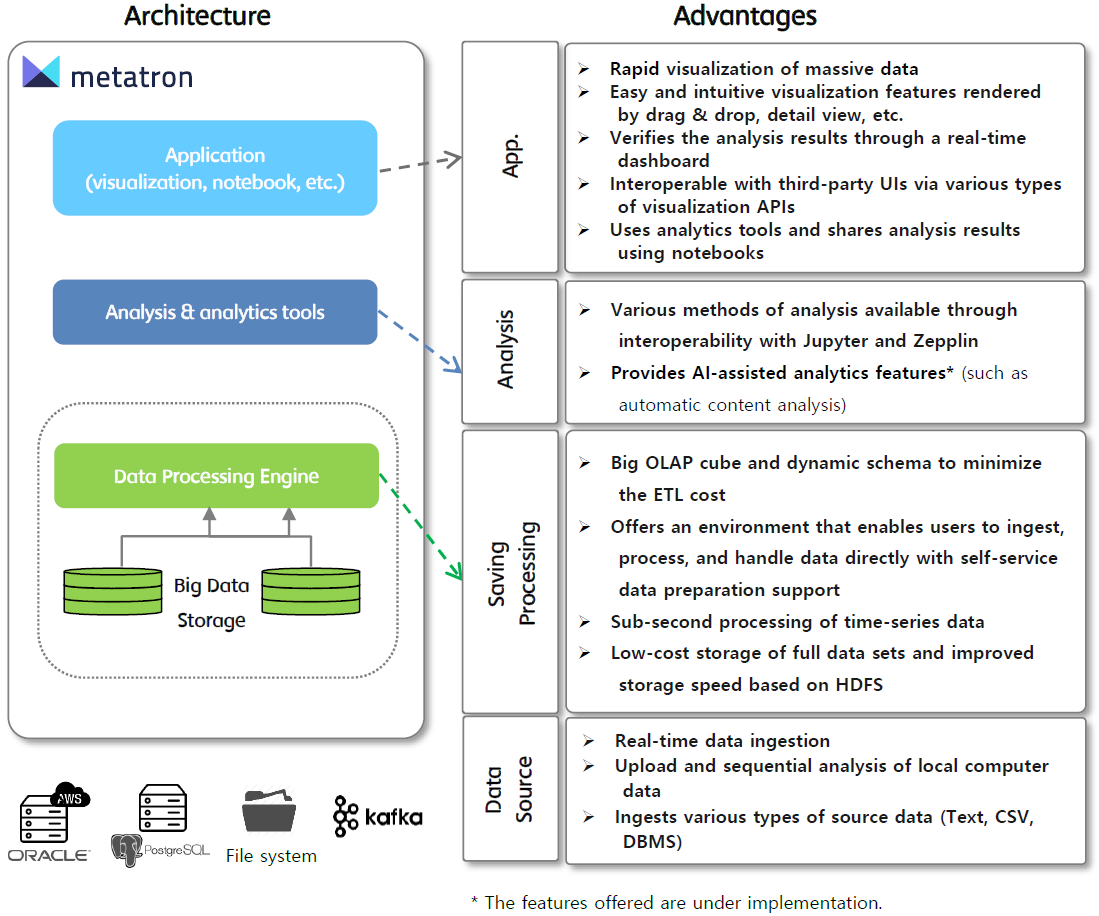 Architecture
metatron
Application
(visualization, notebook, etc.)
Analysis & analytics tools
Data Processing Engine
Big Data
Storage
AWS
ORACLE
PostgreSQL
File system
kafka
Advantages
App.
➤ Rapid visualization of massive data
➤ Easy and intuitive visualization features rendered
by drag & drop, detail view, etc.
➤ Verifies the analysis results through a real-time
dashboard
➤ Interoperable with third-party UIs via various types
of visualization APIs
➤ Uses analytics tools and shares analysis results
using notebooks
Analysis
➤ Various methods of analysis available through
interoperability with Jupyter and Zepplin
➤ Provides AI-assisted analytics features* (such as
automatic content analysis)
Saving
Processing
➤ Big OLAP cube and dynamic schema to minimize
the ETL cost
➤ Offers an environment that enables users to ingest,
process, and handle data directly with self-service
data preparation support
➤ Sub-second processing of time-series data
➤ Low-cost storage of full data sets and improved
storage speed based on HDFS
Data
Source
➤ Real-time data ingestion
➤ Upload and sequential analysis of local computer
data
➤ Ingests various types of source data (Text, CSV,
DBMS)
* The features offered are under implementation.